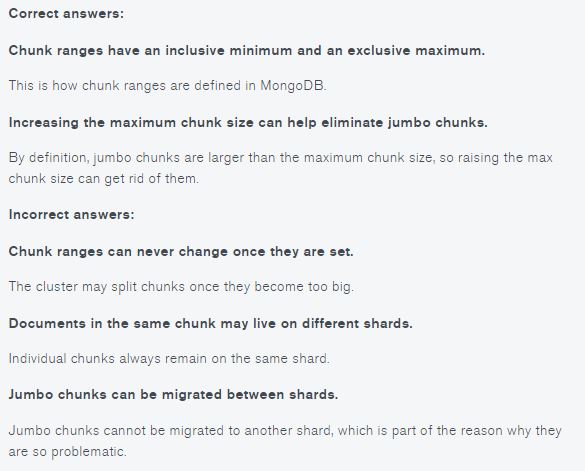 Correct answers:
Chunk ranges have an inclusive minimum and an exclusive maximum.
This is how chunk ranges are defined in MongoDB.
Increasing the maximum chunk size can help eliminate jumbo chunks.
By definition, jumbo chunks are larger than the maximum chunk size, so raising the max
chunk size can get rid of them.
Incorrect answers:
Chunk ranges can never change once they are set.
The cluster may split chunks once they become too big.
Documents in the same chunk may live on different shards.
Individual chunks always remain on the same shard.
Jumbo chunks can be migrated between shards.
Jumbo chunks cannot be migrated to another shard, which is part of the reason why they
are so problematic.